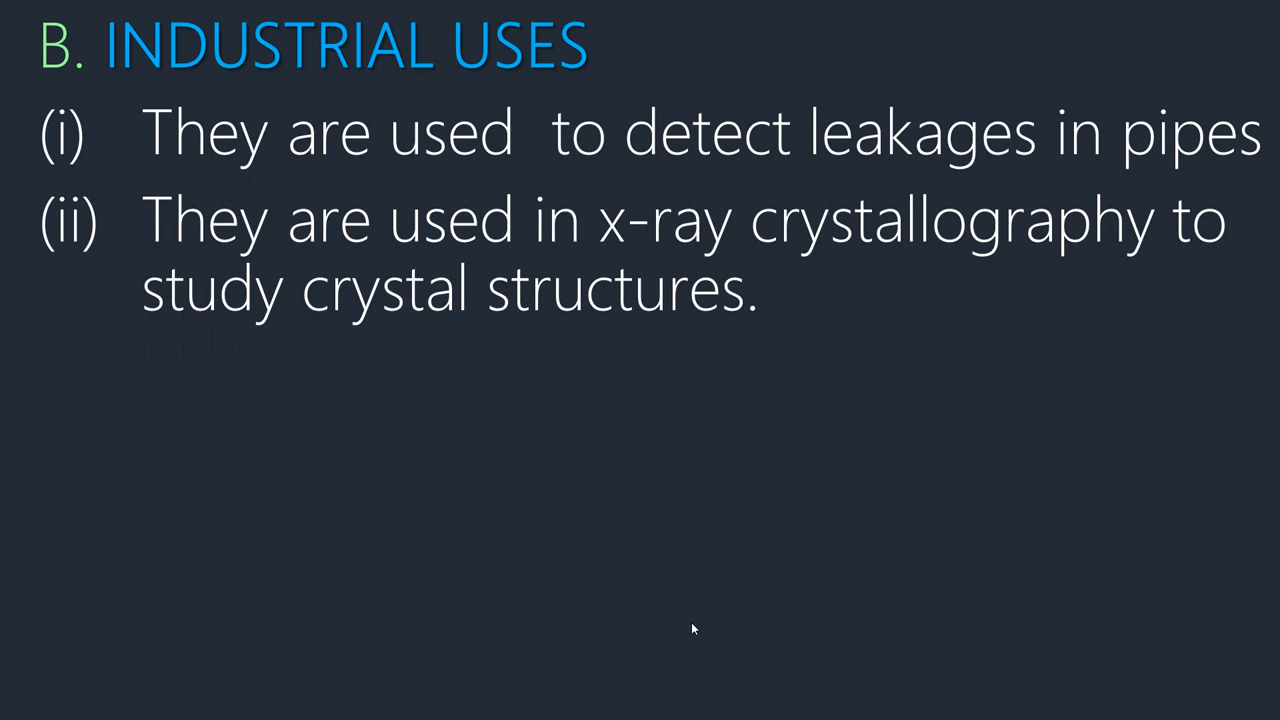 B. INDUSTRIAL USES
(i) They are used to detect leakages in pipes
(ii) They are used in x-ray crystallography to
study crystal structures.